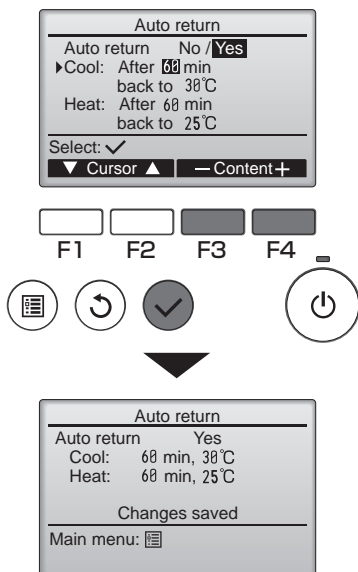 Auto return
Auto return No / Yes
Cool: After 60 min
back to 30°C
Heat: After 60 min
back to 25°C
Select: ✓
▼ Cursor ▲ — Content +
F1 F2 F3 F4
Auto return
Auto return Yes
Cool: 60 min, 30°C
Heat: 60 min, 25°C
Changes saved
Main menu: